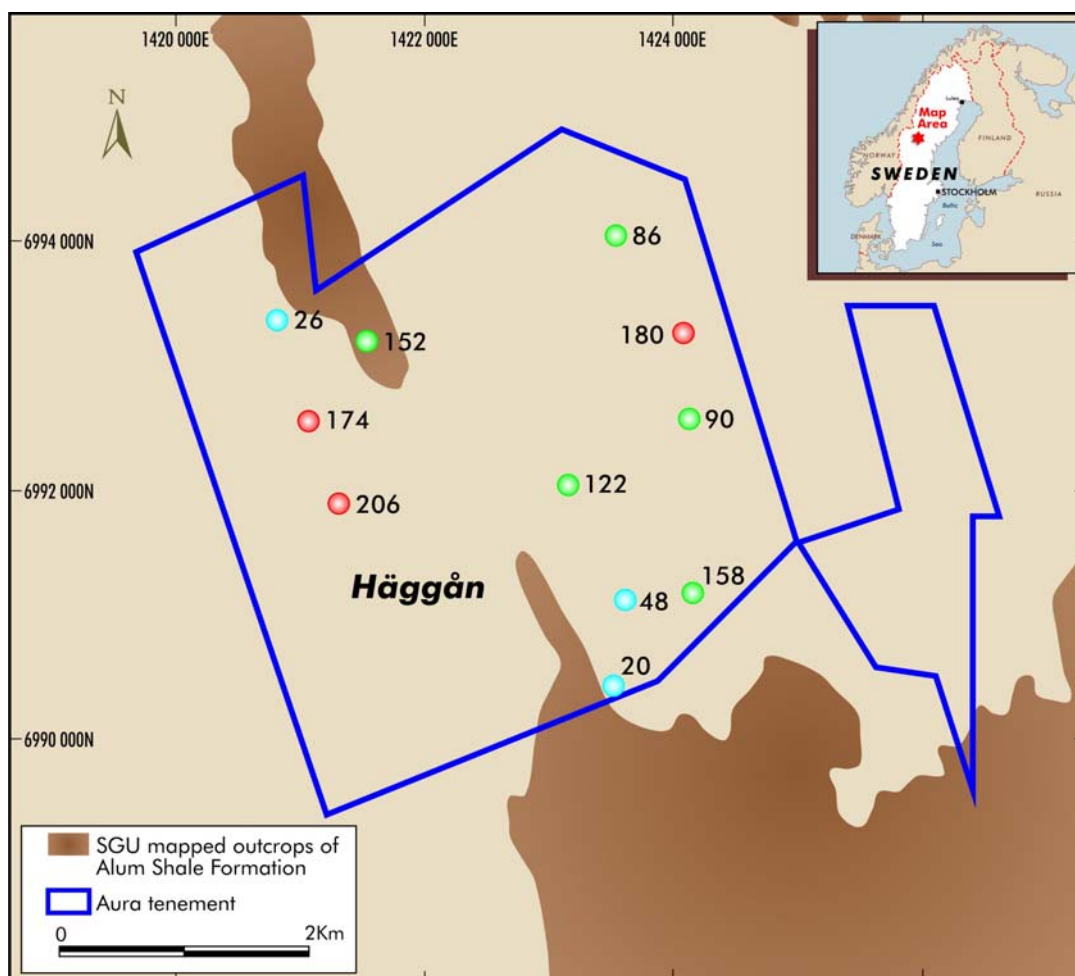 1420 000E
1422 000E
1424 000E
N
6994 000N
6992 000N
6990 000N
Luleå
Map
Area
NORWAY
FINLAND
SWEDEN
STOCKHOLM
RUSSIA
Baltic
Sea
DENMARK
86
26
152
180
174
90
122
206
Häggån
158
48
20
SGU mapped outcrops of
Alum Shale Formation
Aura tenement
0
2Km